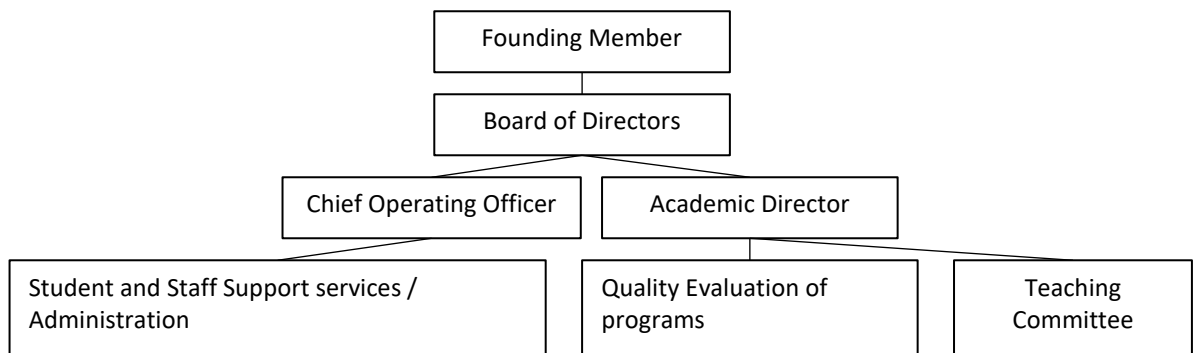 Founding Member
Board of Directors
Chief Operating Officer
Academic Director
Student and Staff Support services /
Administration
Quality Evaluation of
programs
Teaching
Committee